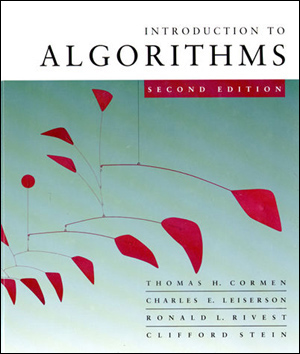 INTRODUCTION TO
ALGORITHMS
SECOND EDITION
THOMAS H. CORMEN
CHARLES E. LEISERSON
RONALD L. RIVEST
CLIFFORD STEIN